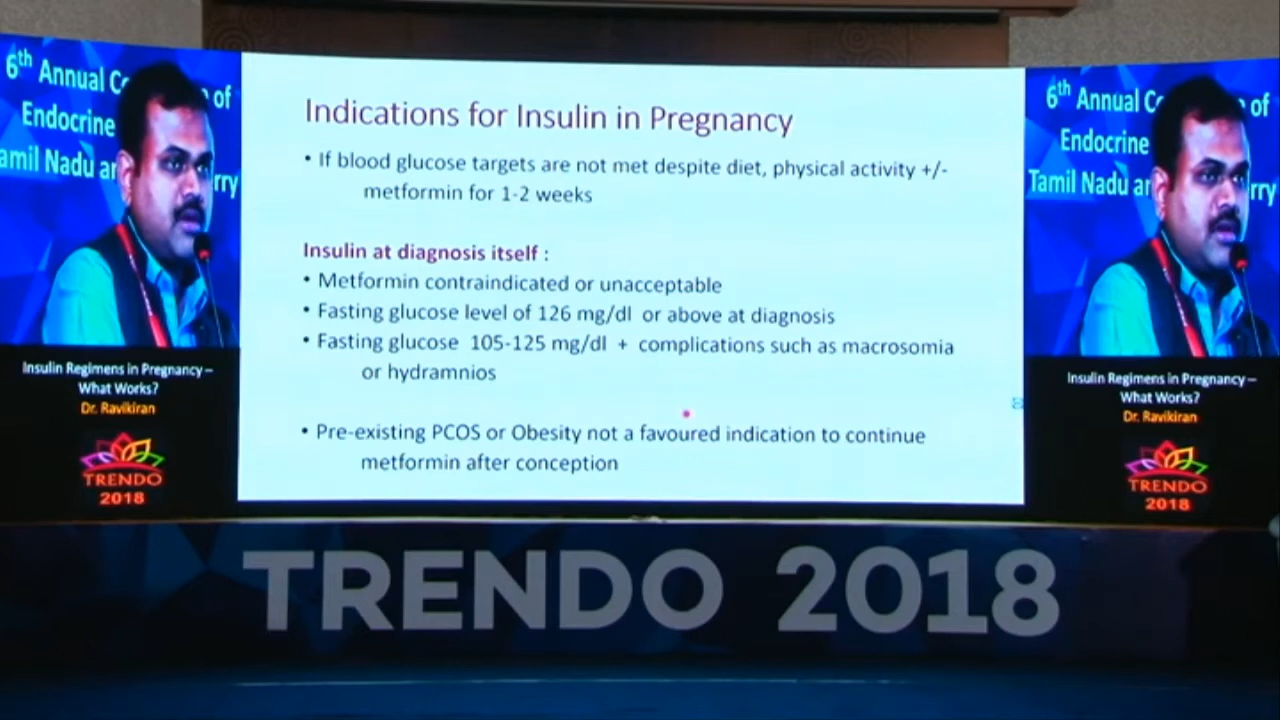 6th Annual
of
Endocrine
amil Nadu
rry
Insulin Regimens in Pregnancy –
What Works?
Dr. Ravikiran
TRENDO
2018
Indications for Insulin in Pregnancy
• If blood glucose targets are not met despite diet, physical activity +/-
metformin for 1-2 weeks
Insulin at diagnosis itself :
• Metformin contraindicated or unacceptable
• Fasting glucose level of 126 mg/dl or above at diagnosis
• Fasting glucose 105-125 mg/dl + complications such as macrosomia
or hydramnios
• Pre-existing PCOS or Obesity not a favoured indication to continue
metformin after conception
6th Annual
of
Endocrine
Tamil Nadu
rry
Insulin Regimens in Pregnancy –
What Works?
Dr. Ravikiran
TRENDO
2018
TRENDO 2018